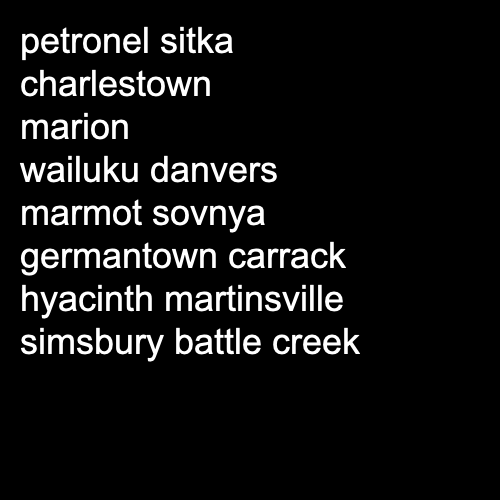 petronel sitka
charlestown
marion
wailuku danvers
marmot sovnya
germantown carrack
hyacinth martinsville
simsbury battle creek